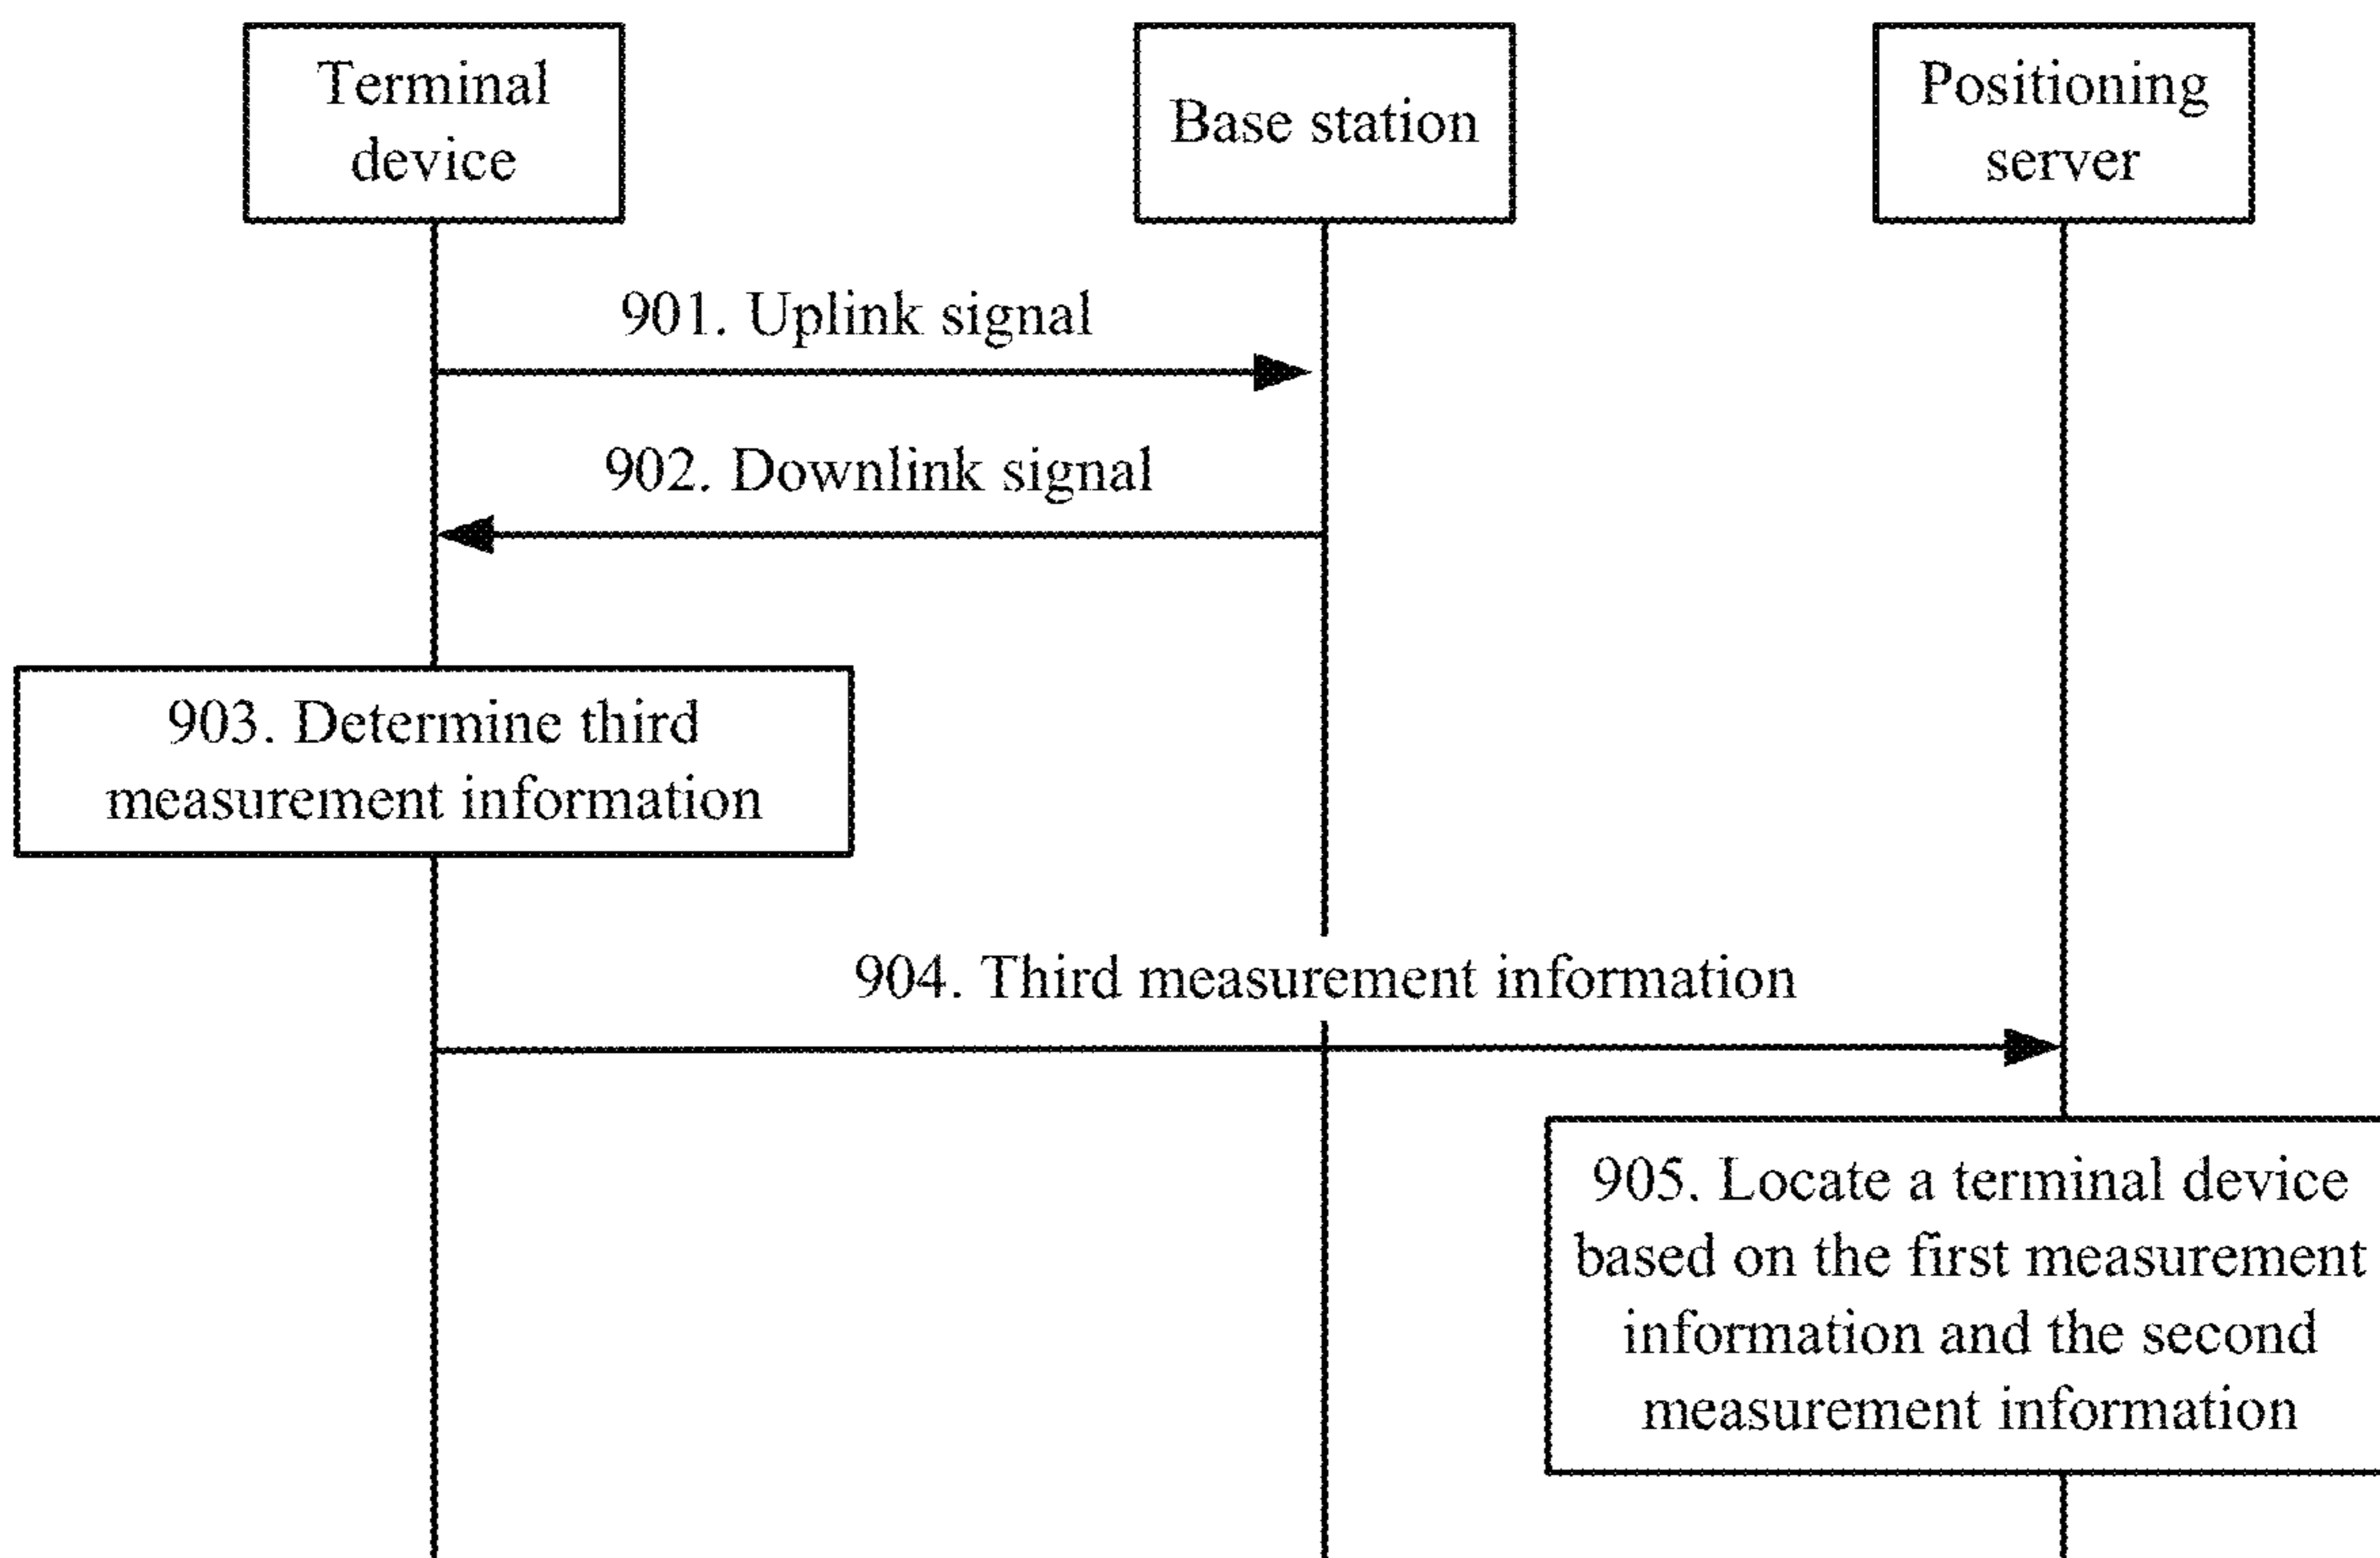 Terminal
device
Base station
Positioning
server
901. Uplink signal
902. Downlink signal
903. Determine third
measurement information
904. Third measurement information
905. Locate a terminal device
based on the first measurement
information and the second
measurement information